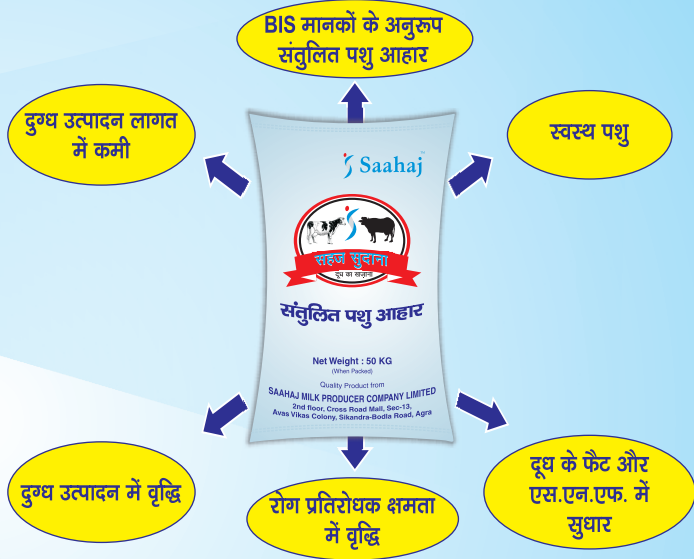 BIS मानकों के अनुरूप
संतुलित पशु आहार
दुग्ध उत्पादन लागत
में कमी
स्वस्थ पशु
Saahaj
TM
सहज सुदाना
दूध का खज़ाना
संतुलित पशु आहार
Net Weight : 50 KG
(When Packed)
Quality Product from
SAAHAJ MILK PRODUCER COMPANY LIMITED
2nd floor, Cross Road Mall, Sec-13,
Avas Vikas Colony, Sikandra-Bodla Road, Agra
दुग्ध उत्पादन में वृद्धि
रोग प्रतिरोधक क्षमता
में वृद्धि
दूध के फैट और
एस.एन.एफ. में
सुधार